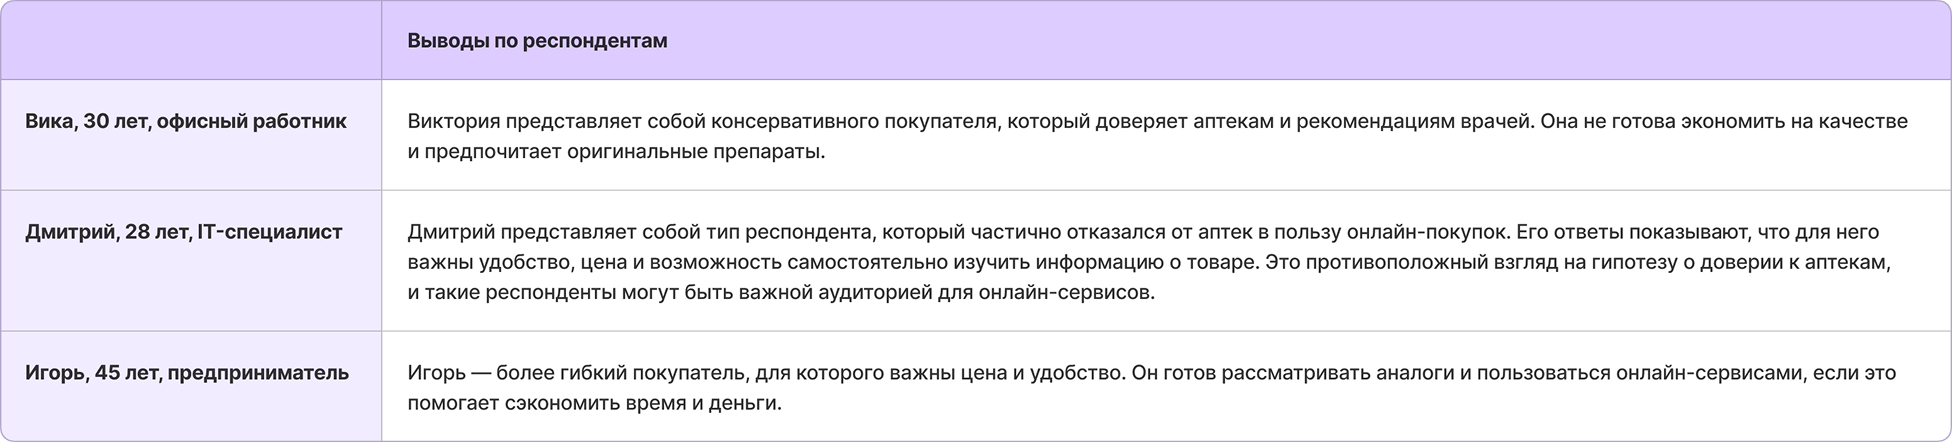 Выводы по респондентам
Вика, 30 лет, офисный работник
Виктория представляет собой консервативного покупателя, который доверяет аптекам и рекомендациям врачей. Она не готова экономить на качестве
и предпочитает оригинальные препараты.
Дмитрий, 28 лет, IT-специалист
Дмитрий представляет собой тип респондента, который частично отказался от аптек в пользу онлайн-покупок. Его ответы показывают, что для него
важны удобство, цена и возможность самостоятельно изучить информацию о товаре. Это противоположный взгляд на гипотезу о доверии к аптекам,
и такие респонденты могут быть важной аудиторией для онлайн-сервисов.
Игорь, 45 лет, предприниматель
Игорь — более гибкий покупатель, для которого важны цена и удобство. Он готов рассматривать аналоги и пользоваться онлайн-сервисами, если это
помогает сэкономить время и деньги.